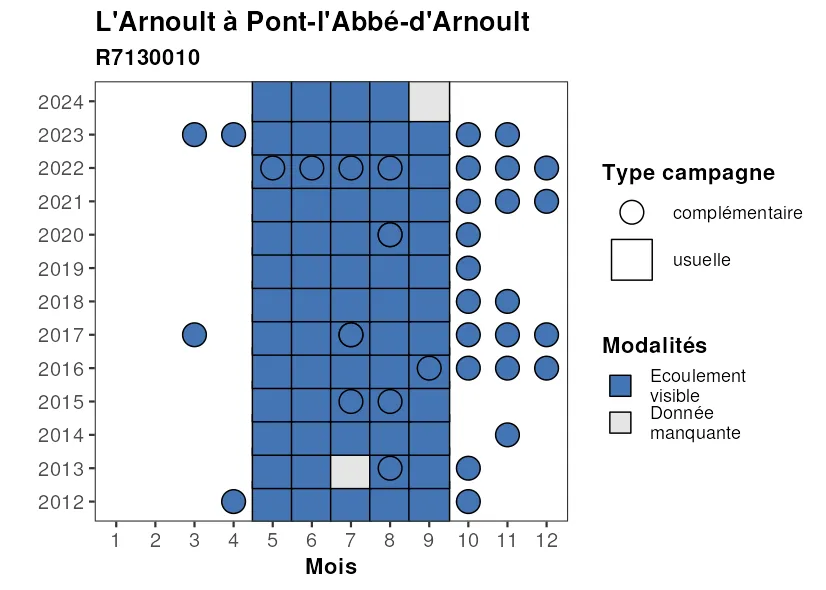 L'Arnoult à Pont-l'Abbé-d'Arnoult
R7130010
2024
2023
2022
2021
2020
2019
2018
2017
2016
2015
2014
2013
2012
1 2 3 4 5 6 7 8 9 10 11 12
Mois
Type campagne
complémentaire
usuelle
Modalités
Ecoulement
visible
Donnée
manquante